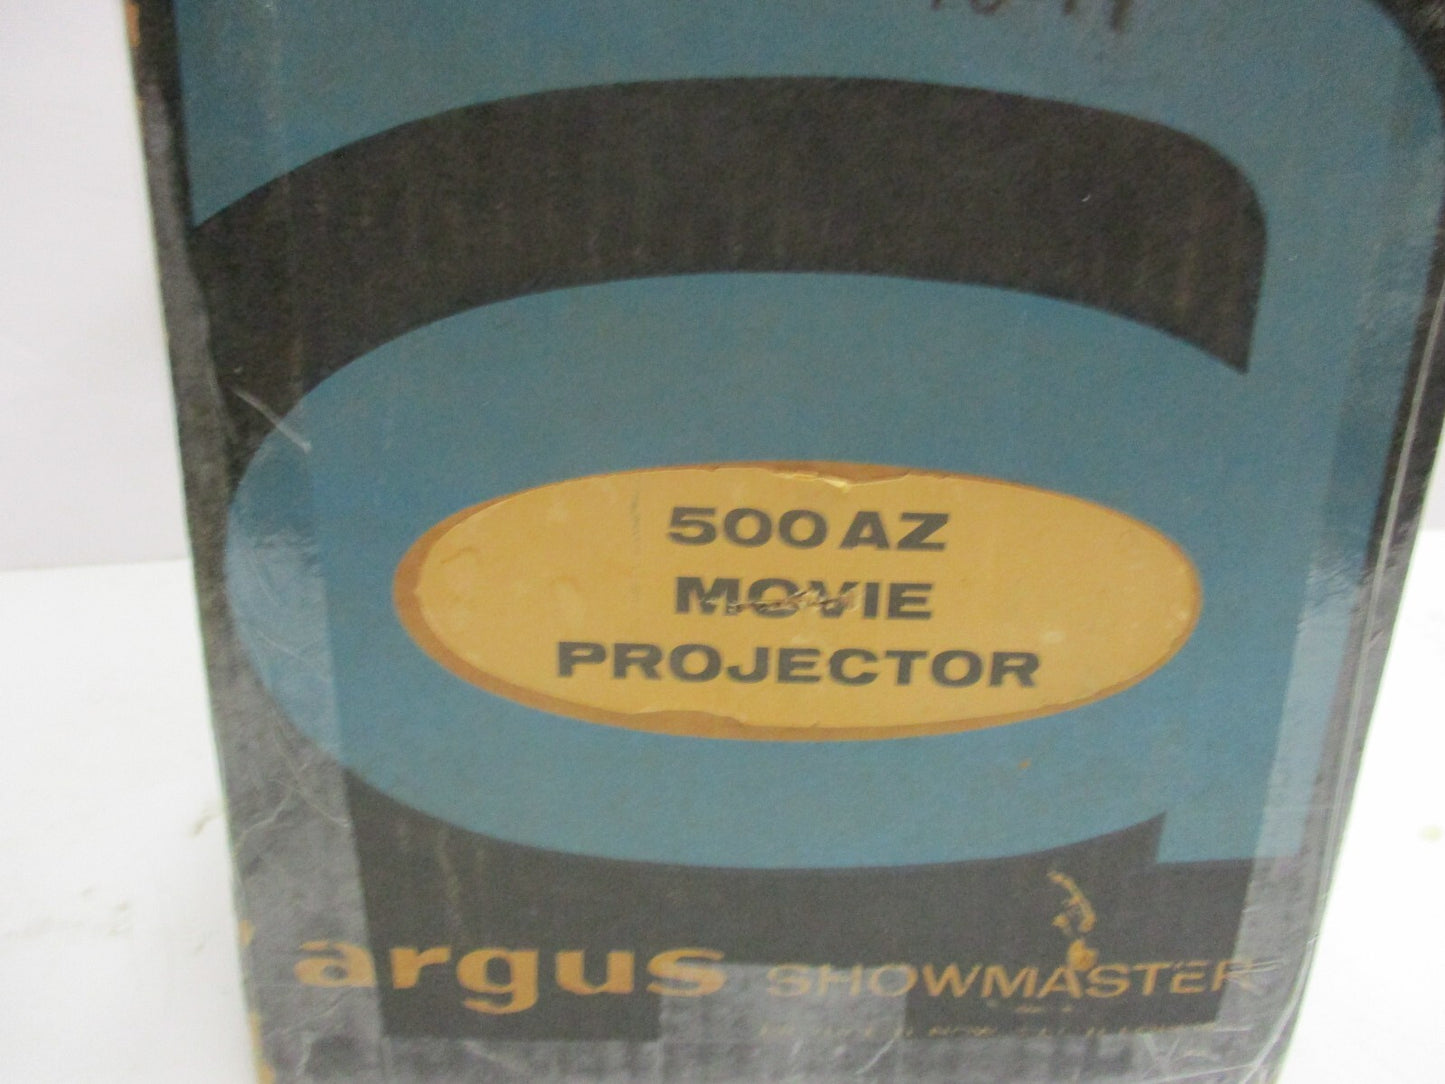 500 AZ
MOVIE
PROJECTOR
argus SHOWMASTER